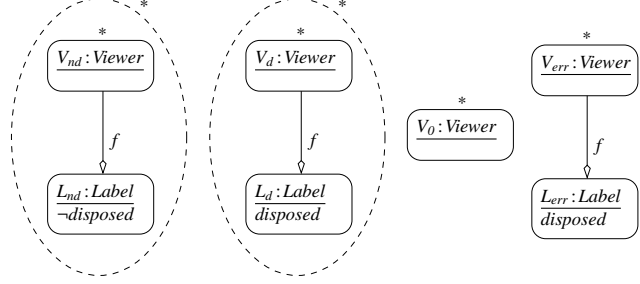 *
*
*
*
*
*
V_nd : Viewer
V_d : Viewer
V_0 : Viewer
V_err : Viewer
f
f
f
L_nd : Label
¬disposed
L_d : Label
disposed
L_err : Label
disposed